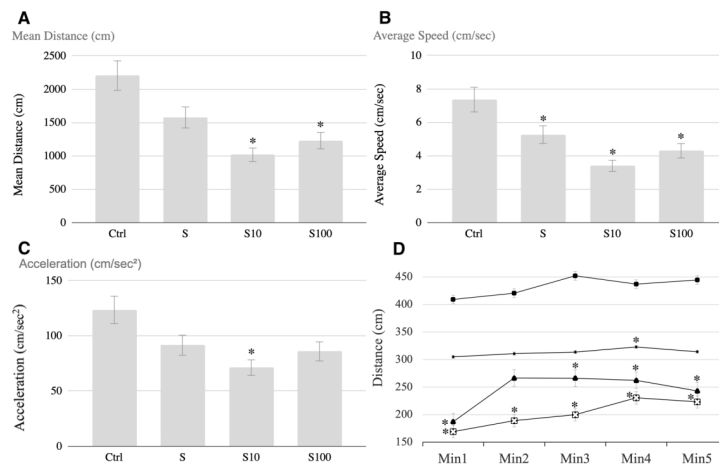 A
Mean Distance (cm)
Mean Distance (cm)
2500
2000
1500
1000
500
0
*
*
Ctrl
S
S10
S100
B
Average Speed (cm/sec)
Average Speed (cm/sec)
10
8
6
4
2
0
*
*
*
Ctrl
S
S10
S100
C
Acceleration (cm/sec²)
Acceleration (cm/sec²)
150
100
50
0
*
Ctrl
S
S10
S100
D
Distance (cm)
450
400
350
300
250
200
150
*
*
*
*
*
*
*
*
*
*
Min1
Min2
Min3
Min4
Min5